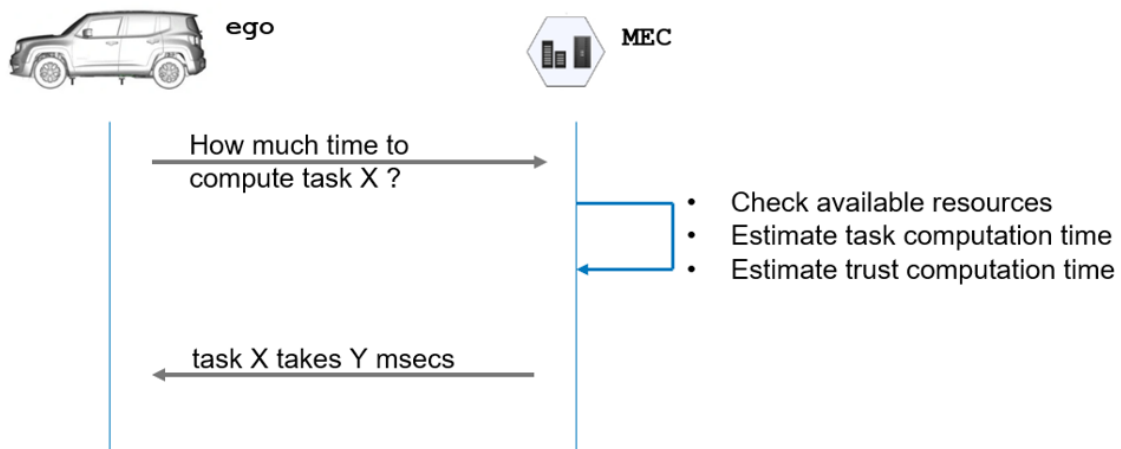 ego
MEC
How much time to
compute task X ?
• Check available resources
• Estimate task computation time
• Estimate trust computation time
task X takes Y msecs